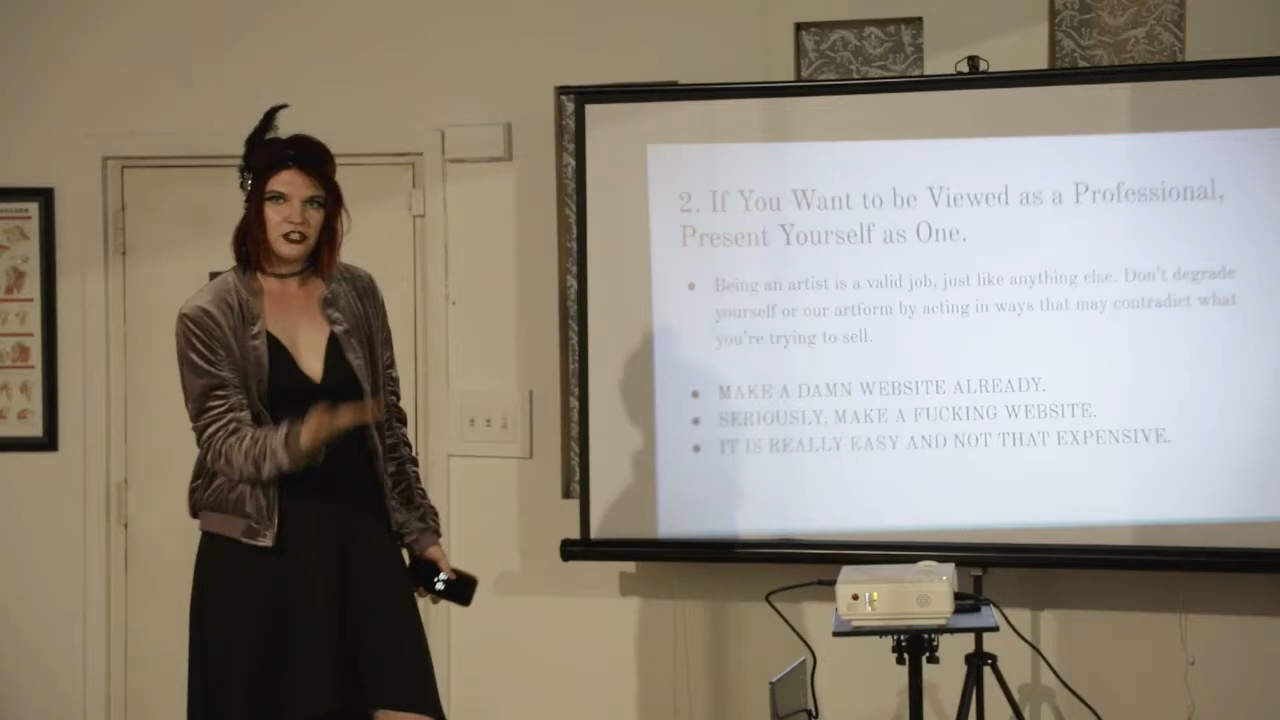 2. If You Want to be Viewed as a Professional,
Present Yourself as One.
Being an artist is a valid job, just like anything else. Don't degrade
yourself or our artform by acting in ways that may contradict what
you're trying to sell.
MAKE A DAMN WEBSITE ALREADY.
SERIOUSLY, MAKE A FUCKING WEBSITE.
IT IS REALLY EASY AND NOT THAT EXPENSIVE.